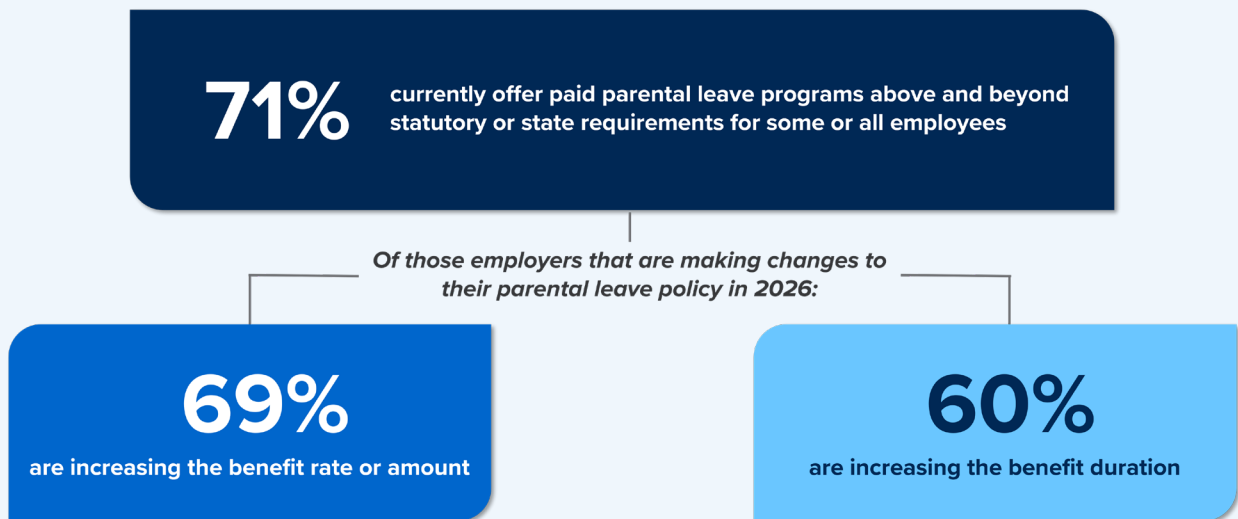 71%
currently offer paid parental leave programs above and beyond
statutory or state requirements for some or all employees
Of those employers that are making changes to
their parental leave policy in 2026:
69%
are increasing the benefit rate or amount
60%
are increasing the benefit duration